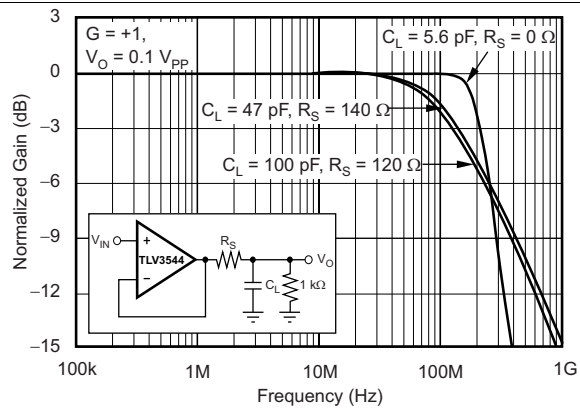 G = +1,
V_O = 0.1 V_PP
C_L = 5.6 pF, R_S = 0 Ω
C_L = 47 pF, R_S = 140 Ω
C_L = 100 pF, R_S = 120 Ω
3
0
−3
−6
−9
−12
−15
Normalized Gain (dB)
V_IN
+
−
TLV3544
R_S
V_O
C_L
1 kΩ
100k
1M
10M
100M
1G
Frequency (Hz)